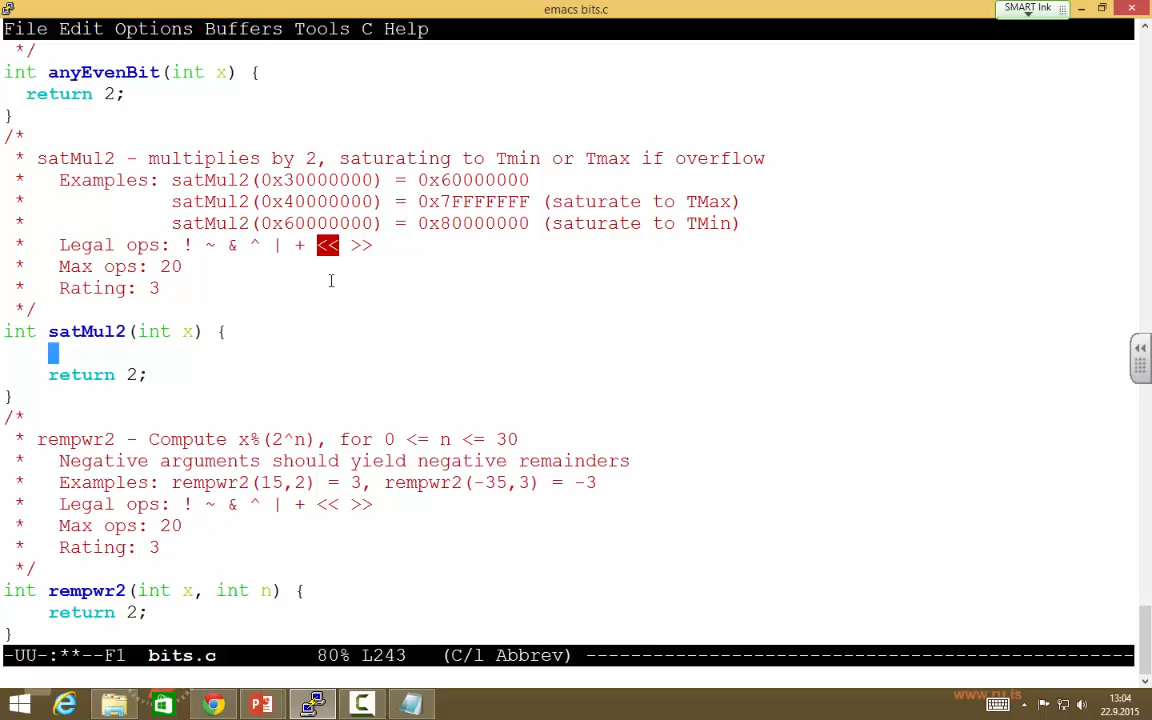 emacs bits.c
SMART Ink
File Edit Options Buffers Tools C Help
 */
int anyEvenBit(int x) {
  return 2;
}
/*
 * satMul2 - multiplies by 2, saturating to Tmin or Tmax if overflow
 *   Examples: satMul2(0x30000000) = 0x60000000
 *             satMul2(0x40000000) = 0x7FFFFFFF (saturate to TMax)
 *             satMul2(0x60000000) = 0x80000000 (saturate to TMin)
 *   Legal ops: ! ~ & ^ | + << >>
 *   Max ops: 20
 *   Rating: 3
 */
int satMul2(int x) {
    return 2;
}
/*
 * rempwr2 - Compute x%(2^n), for 0 <= n <= 30
 *   Negative arguments should yield negative remainders
 *   Examples: rempwr2(15,2) = 3, rempwr2(-35,3) = -3
 *   Legal ops: ! ~ & ^ | + << >>
 *   Max ops: 20
 *   Rating: 3
 */
int rempwr2(int x, int n) {
    return 2;
}
-UU-:**--F1  bits.c         80% L243   (C/l Abbrev) --------------------------------------------------
13:04
22.9.2015